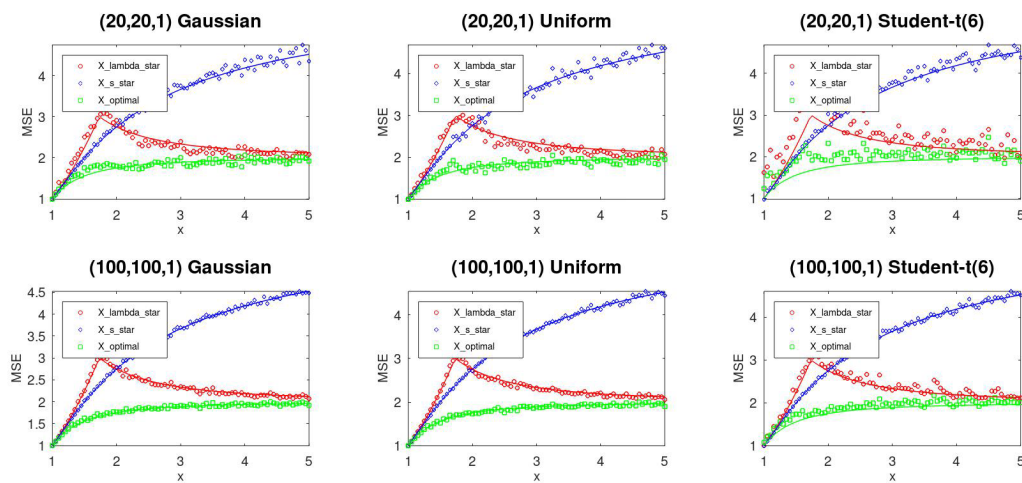 (20,20,1) Gaussian
X_lambda_star
X_s_star
X_optimal
MSE
4
3
2
1
1 2 3 4 5
x
(20,20,1) Uniform
X_lambda_star
X_s_star
X_optimal
MSE
4
3
2
1
1 2 3 4 5
x
(20,20,1) Student-t(6)
X_lambda_star
X_s_star
X_optimal
MSE
4
3
2
1
1 2 3 4 5
x
(100,100,1) Gaussian
X_lambda_star
X_s_star
X_optimal
MSE
4.5
4
3.5
3
2.5
2
1.5
1
1 2 3 4 5
x
(100,100,1) Uniform
X_lambda_star
X_s_star
X_optimal
MSE
4
3
2
1
1 2 3 4 5
x
(100,100,1) Student-t(6)
X_lambda_star
X_s_star
X_optimal
MSE
4
3
2
1
1 2 3 4 5
x